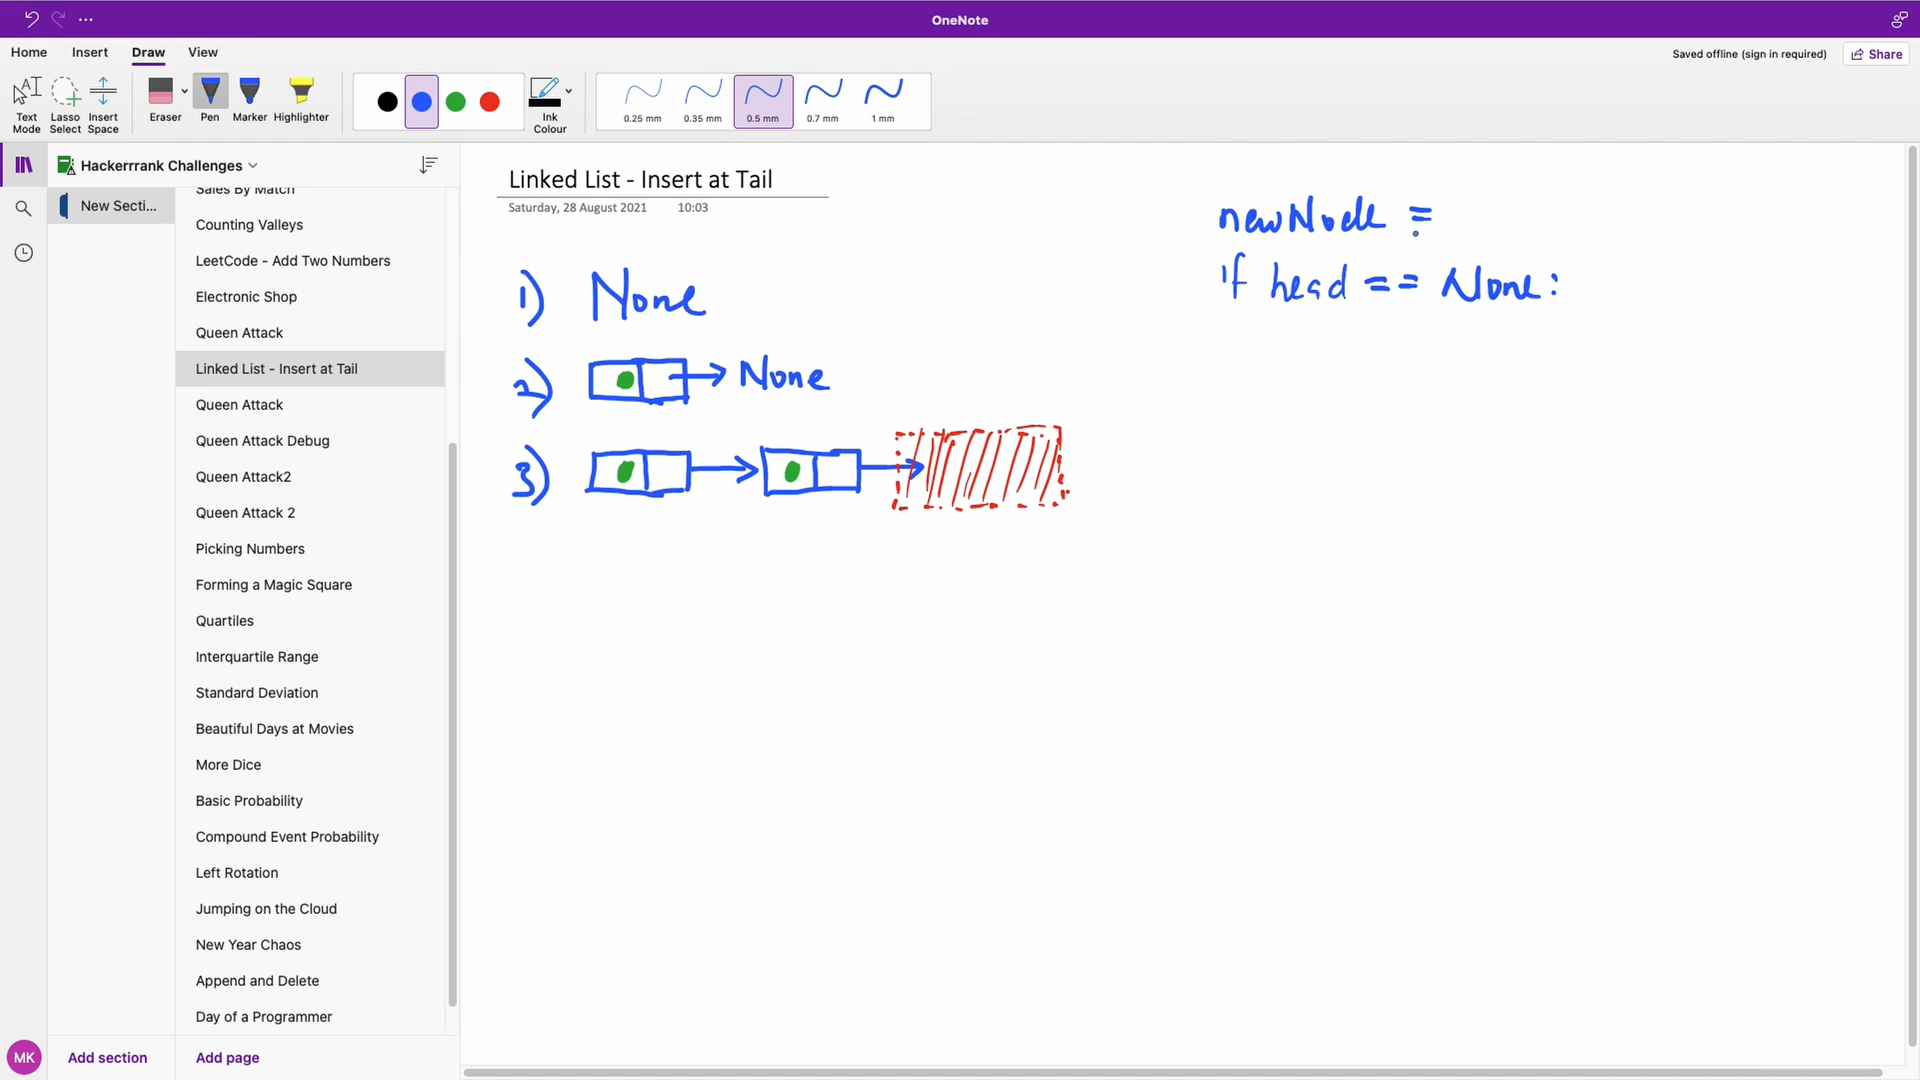 OneNote
Home Insert Draw View
Saved offline (sign in required) Share
Text Mode
Lasso Select
Insert Space
Eraser
Pen
Marker
Highlighter
Ink Colour
0.25 mm
0.35 mm
0.5 mm
0.7 mm
1 mm
Hackerrrank Challenges
New Secti...
Sales By Match
Counting Valleys
LeetCode - Add Two Numbers
Electronic Shop
Queen Attack
Linked List - Insert at Tail
Queen Attack
Queen Attack Debug
Queen Attack2
Queen Attack 2
Picking Numbers
Forming a Magic Square
Quartiles
Interquartile Range
Standard Deviation
Beautiful Days at Movies
More Dice
Basic Probability
Compound Event Probability
Left Rotation
Jumping on the Cloud
New Year Chaos
Append and Delete
Day of a Programmer
MK
Add section
Add page
Linked List - Insert at Tail
Saturday, 28 August 2021 10:03
1) None
2) None
3)
newNode =
if head == None: